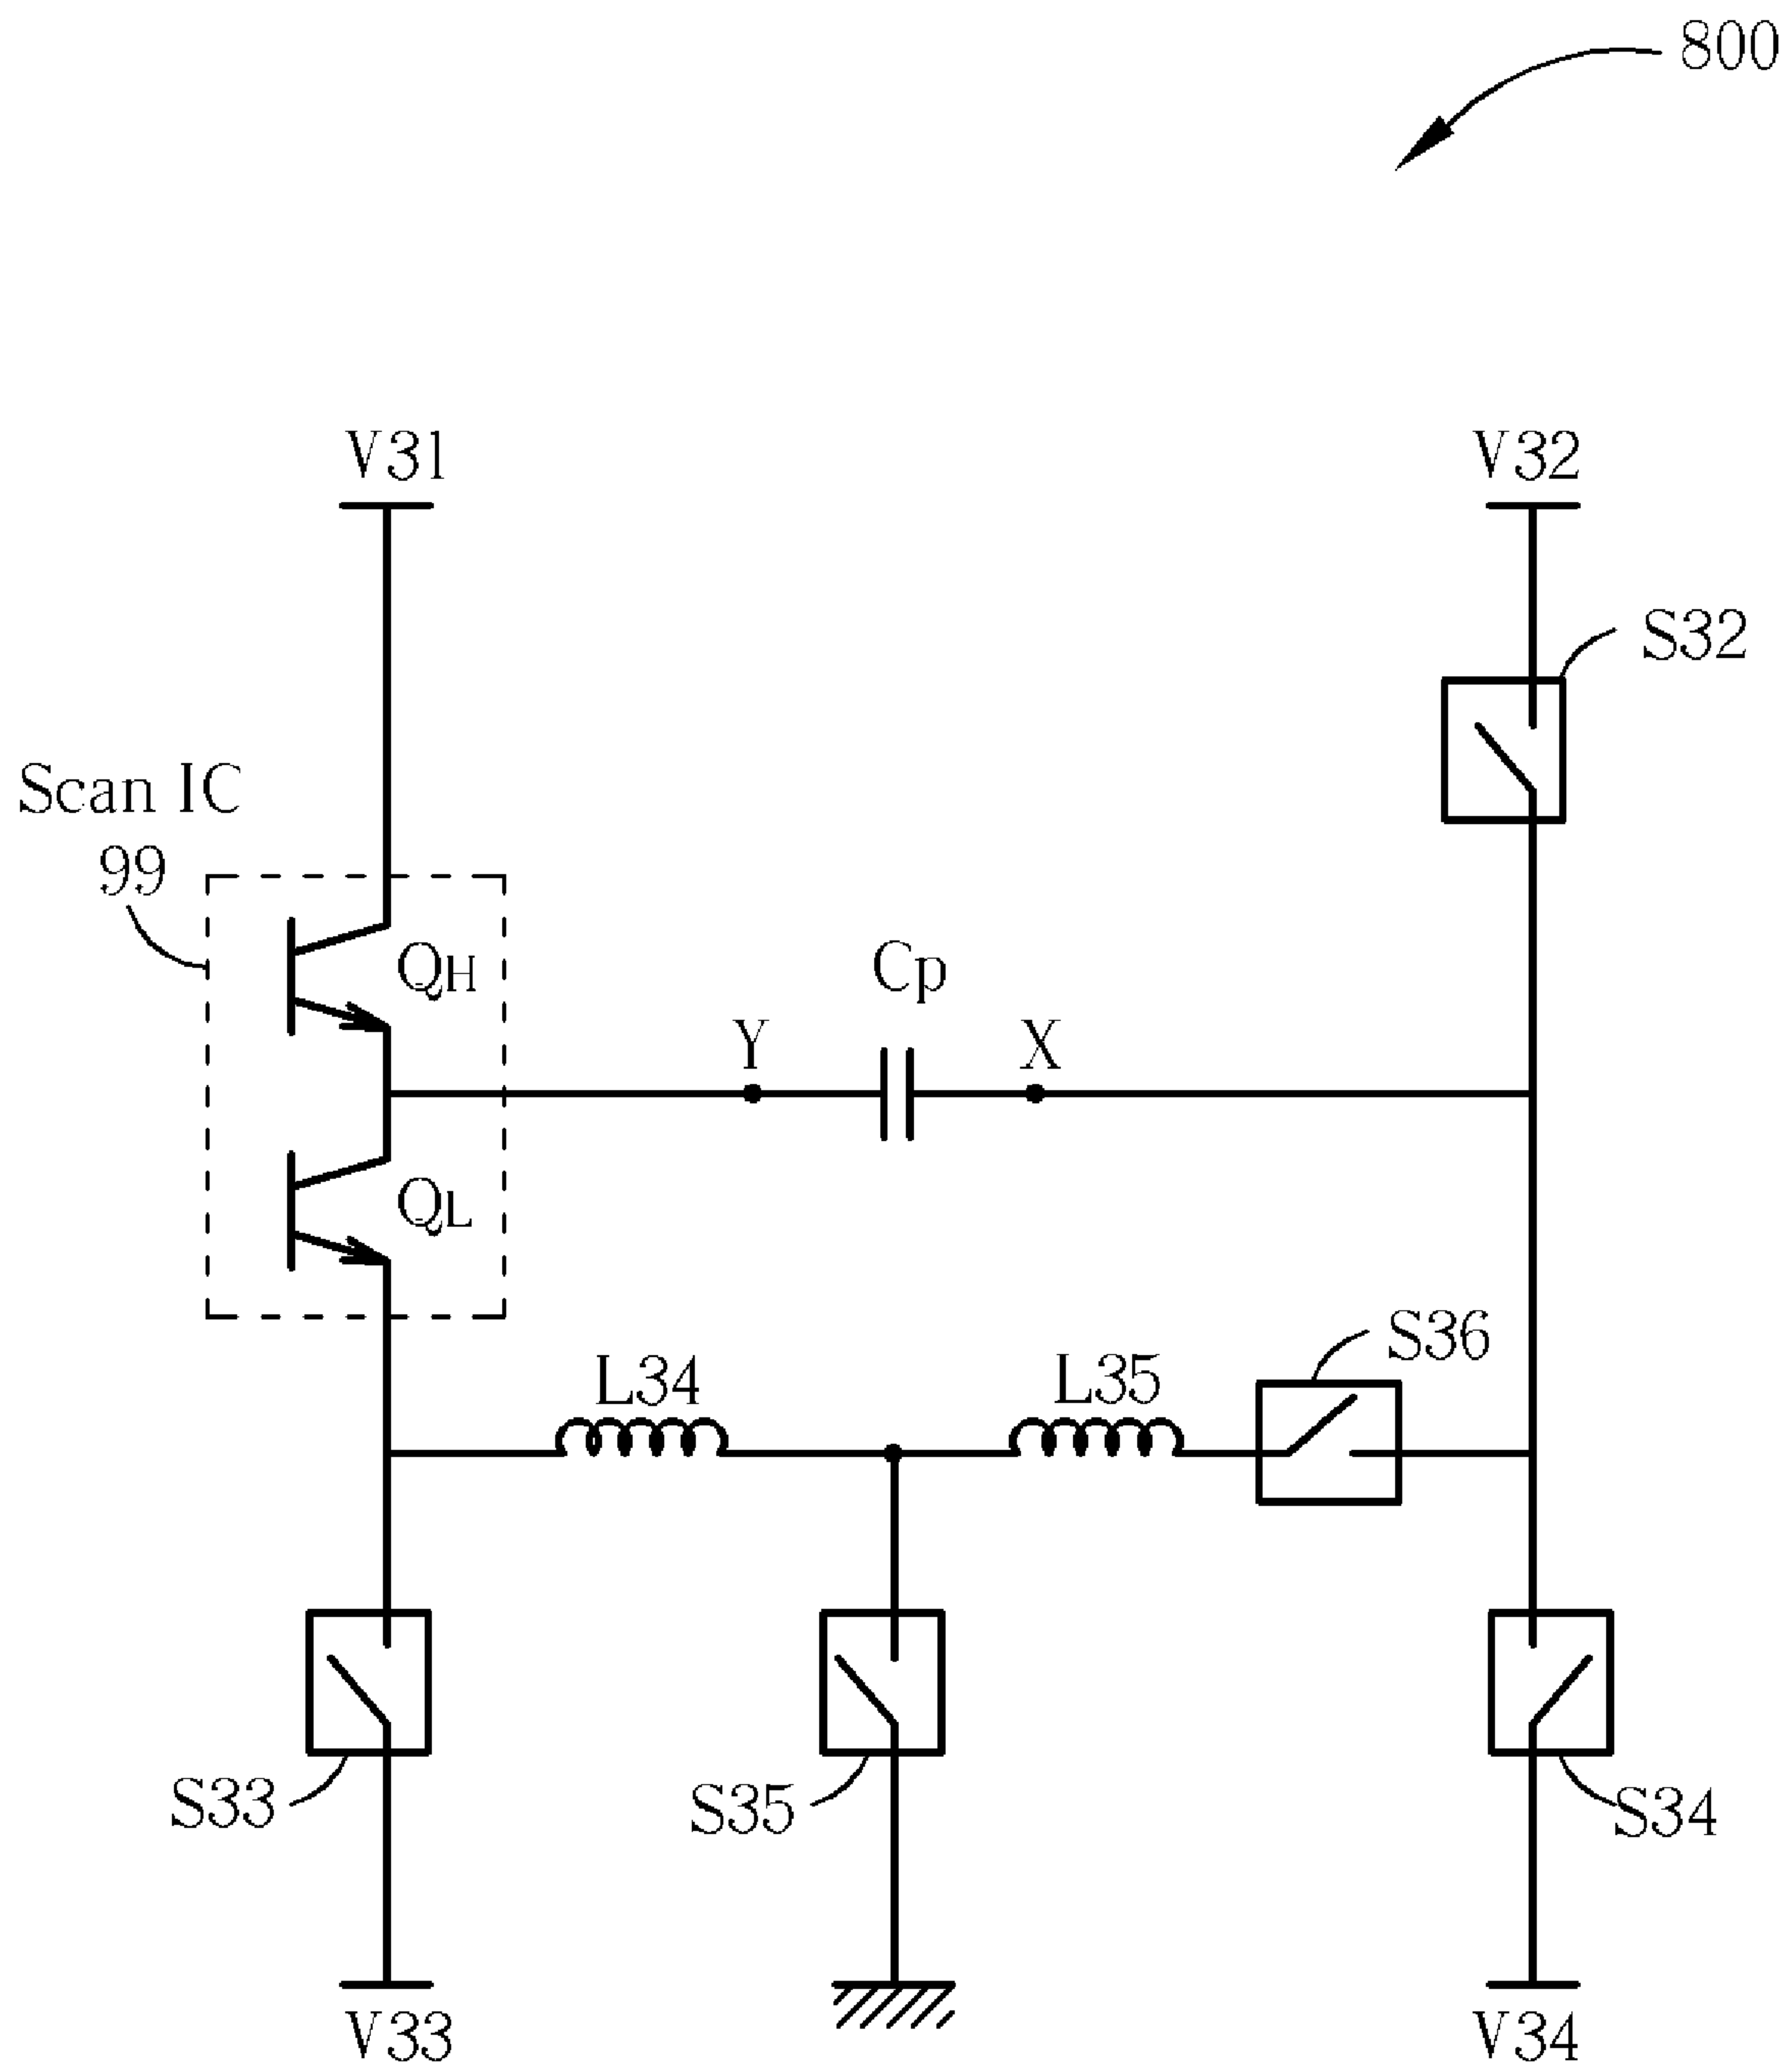 800
V31
V32
S32
Scan IC
99
QH
Cp
Y
X
QL
S36
L34
L35
S33
S35
S34
V33
V34